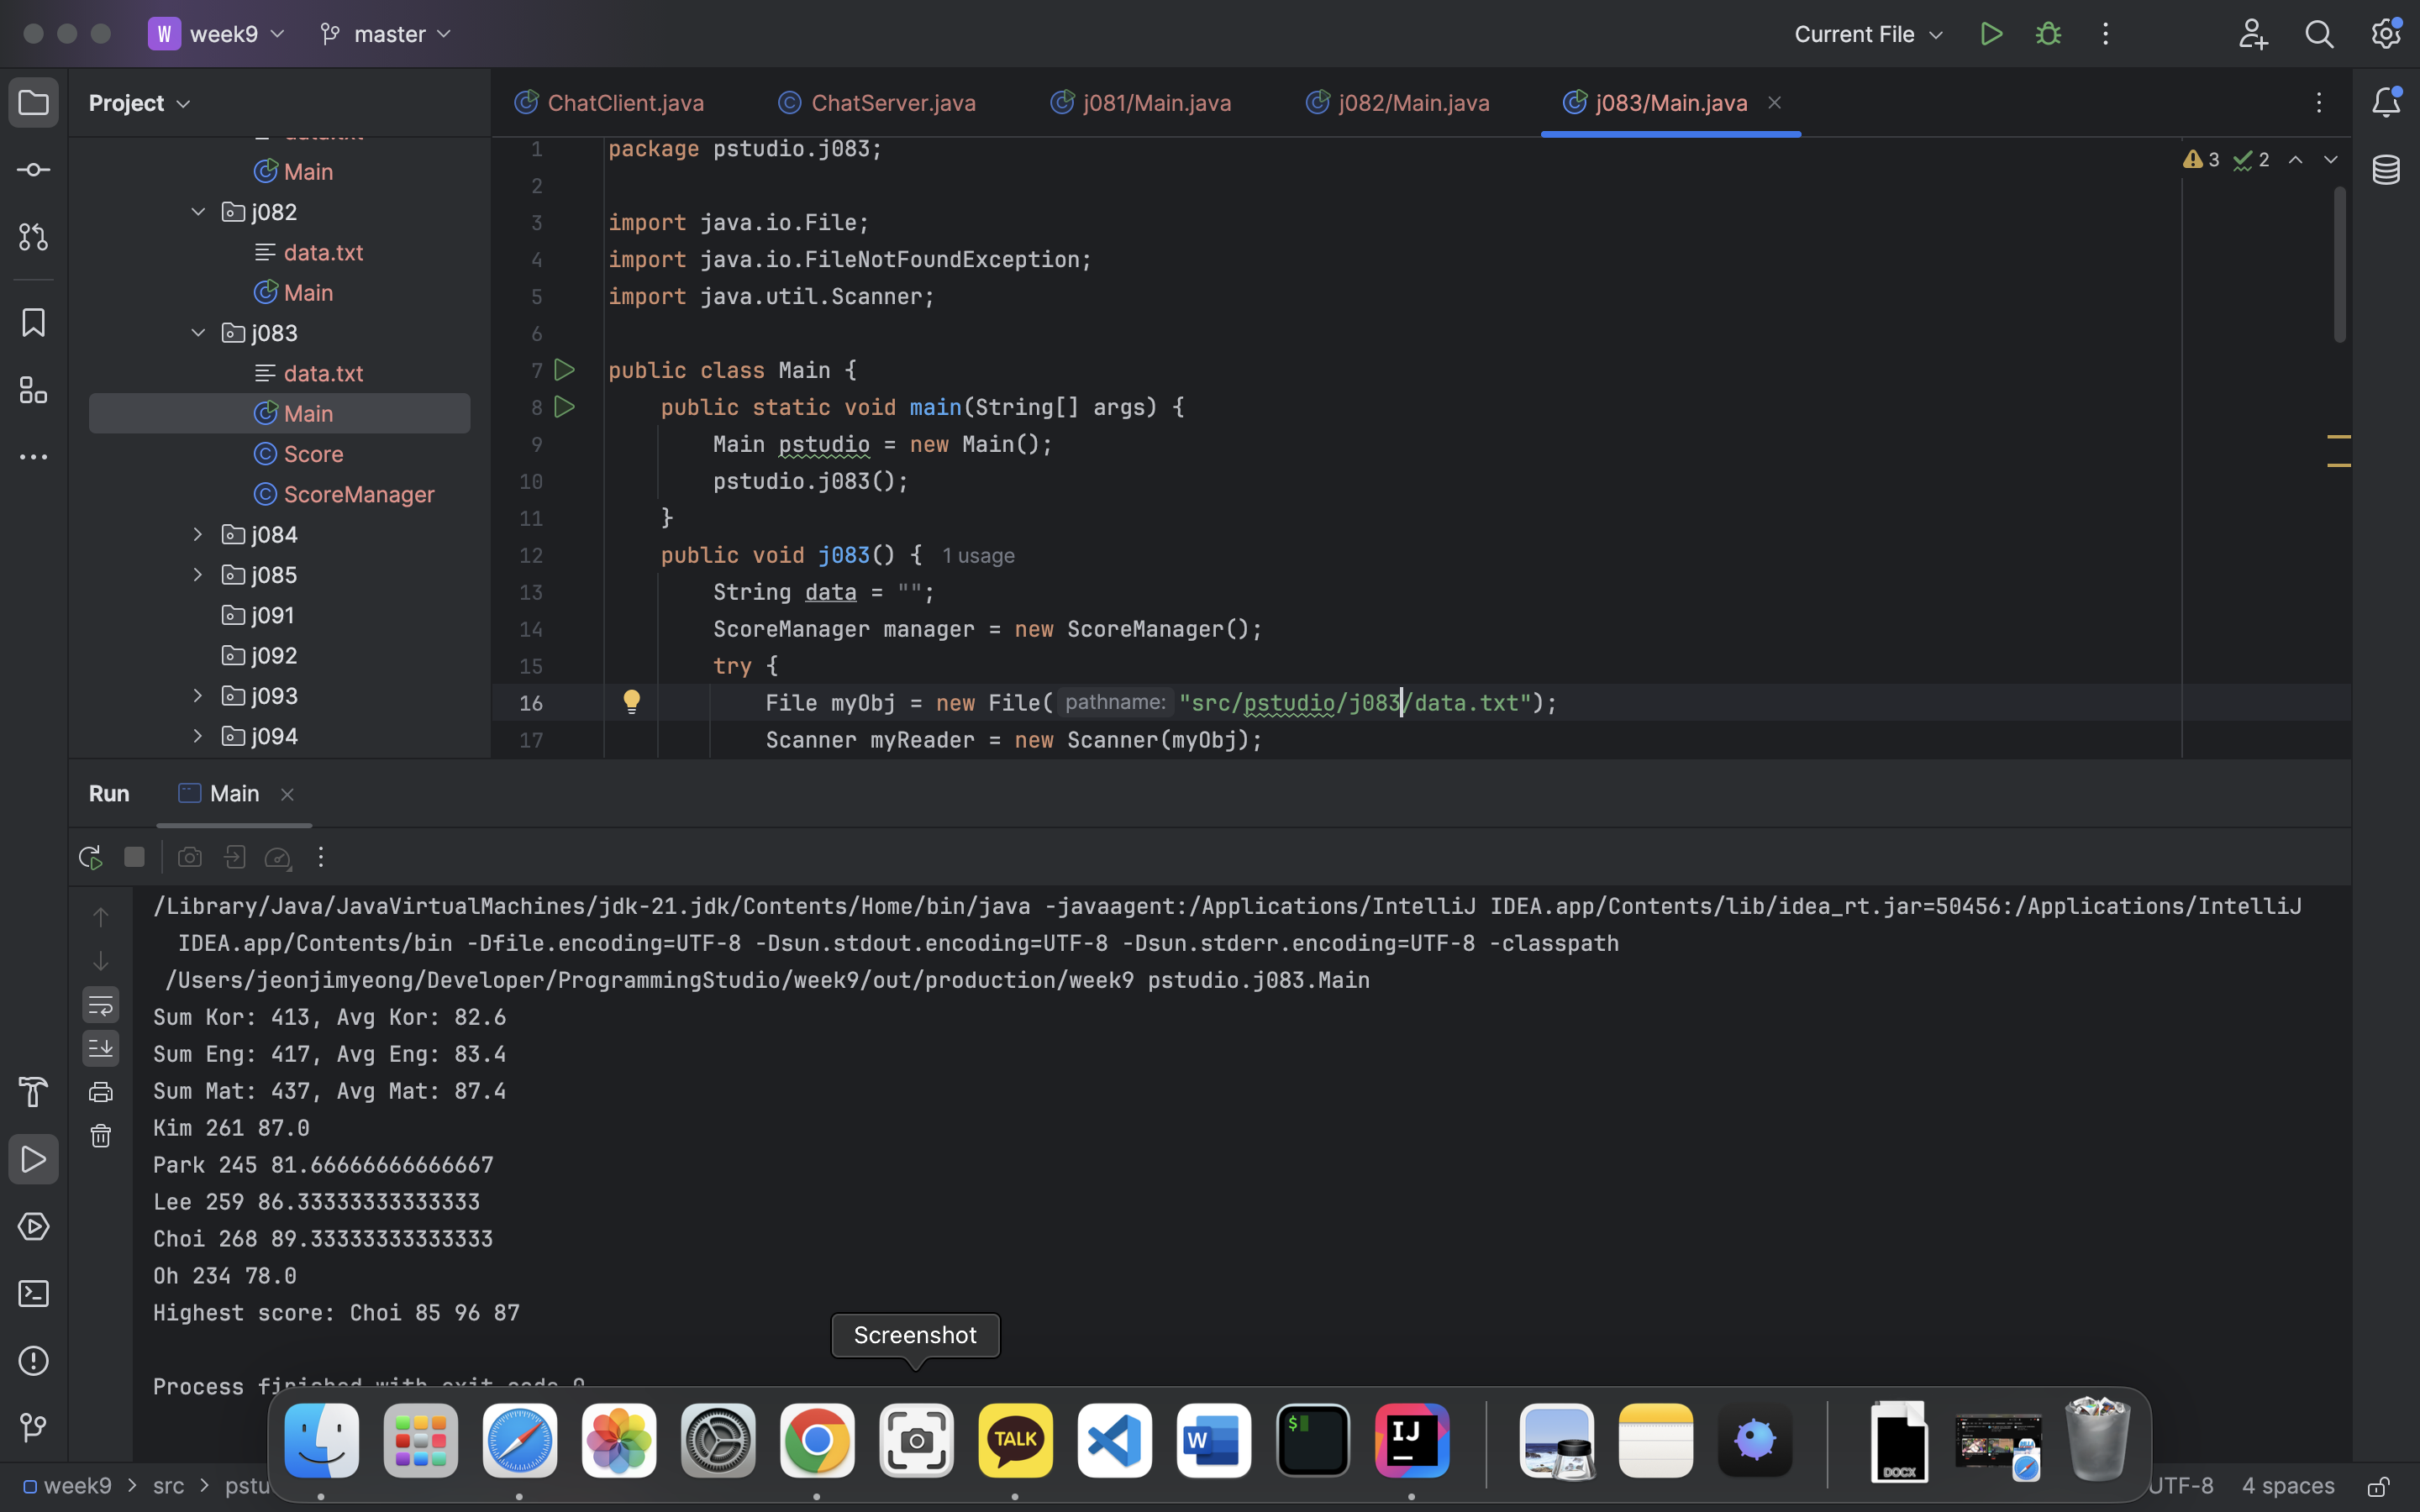 W week9 master Current File
Project ChatClient.java ChatServer.java j081/Main.java j082/Main.java j083/Main.java
Main
j082
data.txt
Main
j083
data.txt
Main
Score
ScoreManager
j084
j085
j091
j092
j093
j094
3 2
1 package pstudio.j083;
2
3 import java.io.File;
4 import java.io.FileNotFoundException;
5 import java.util.Scanner;
6
7 public class Main {
8 public static void main(String[] args) {
9 Main pstudio = new Main();
10 pstudio.j083();
11 }
12 public void j083() { 1 usage
13 String data = "";
14 ScoreManager manager = new ScoreManager();
15 try {
16 File myObj = new File( pathname: "src/pstudio/j083/data.txt");
17 Scanner myReader = new Scanner(myObj);
Run Main
/Library/Java/JavaVirtualMachines/jdk-21.jdk/Contents/Home/bin/java -javaagent:/Applications/IntelliJ IDEA.app/Contents/lib/idea_rt.jar=50456:/Applications/IntelliJ
IDEA.app/Contents/bin -Dfile.encoding=UTF-8 -Dsun.stdout.encoding=UTF-8 -Dsun.stderr.encoding=UTF-8 -classpath
/Users/jeonjimyeong/Developer/ProgrammingStudio/week9/out/production/week9 pstudio.j083.Main
Sum Kor: 413, Avg Kor: 82.6
Sum Eng: 417, Avg Eng: 83.4
Sum Mat: 437, Avg Mat: 87.4
Kim 261 87.0
Park 245 81.66666666666667
Lee 259 86.33333333333333
Choi 268 89.33333333333333
Oh 234 78.0
Highest score: Choi 85 96 87
Screenshot
Process finished with exit code 0
TALK W $ IJ DOCX
week9 src pstu UTF-8 4 spaces